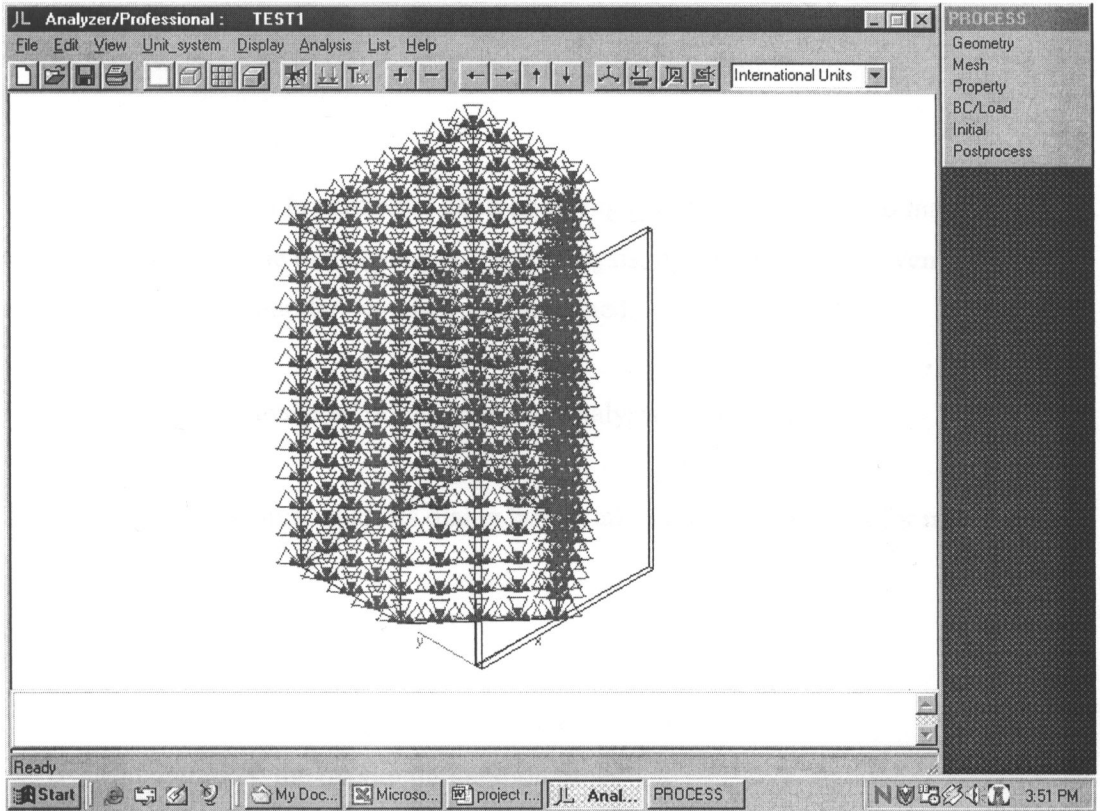 JL Analyzer/Professional : TEST1
File Edit View Unit_system Display Analysis List Help
TBC + − International Units
PROCESS
Geometry
Mesh
Property
BC/Load
Initial
Postprocess
y x
Ready
Start My Doc... Microso... project r... JL Anal... PROCESS N 3:51 PM